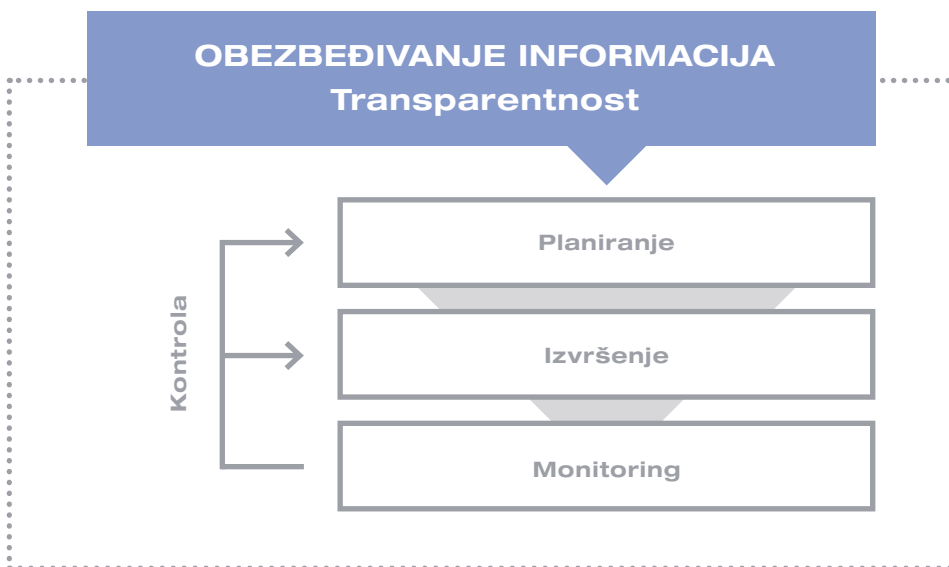 OBEZBEĐIVANJE INFORMACIJA
Transparentnost
Planiranje
Kontrola
Izvršenje
Monitoring